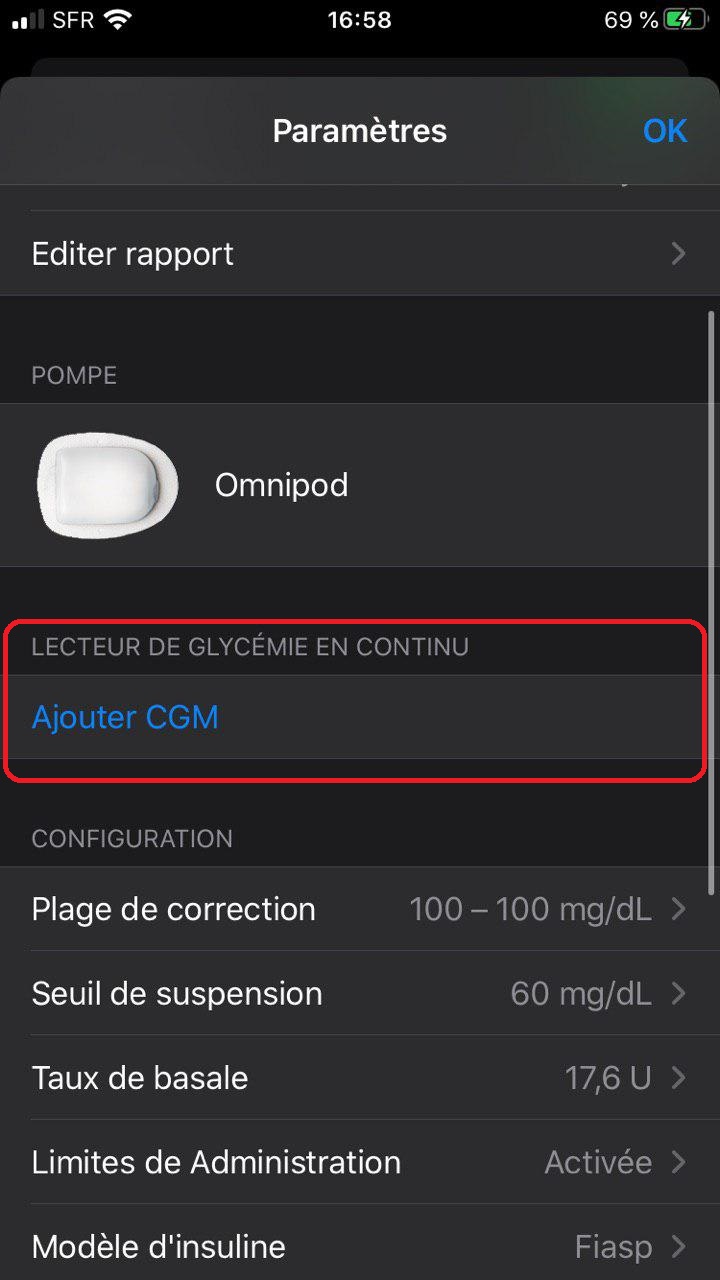 SFR 16:58 69 %
Paramètres OK
Editer rapport
POMPE
Omnipod
LECTEUR DE GLYCÉMIE EN CONTINU
Ajouter CGM
CONFIGURATION
Plage de correction 100 – 100 mg/dL
Seuil de suspension 60 mg/dL
Taux de basale 17,6 U
Limites de Administration Activée
Modèle d'insuline Fiasp